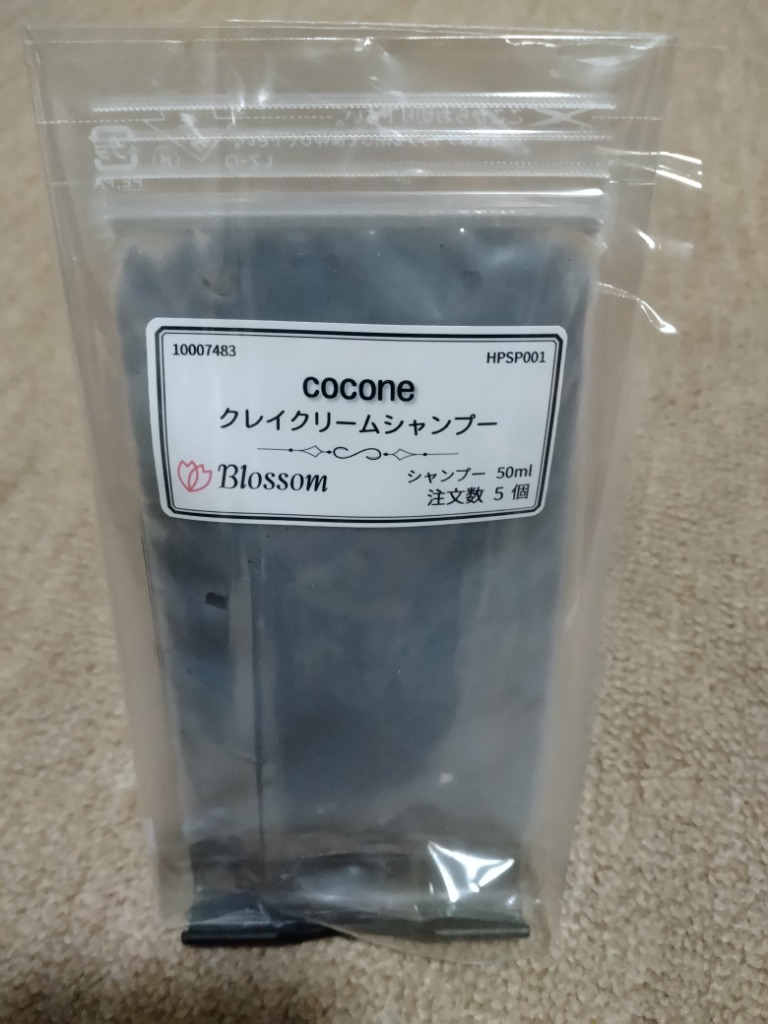 10007483
HPSP001
cocone
クレイクリームシャンプー
Blossom
シャンプー 50ml
注文数 5 個